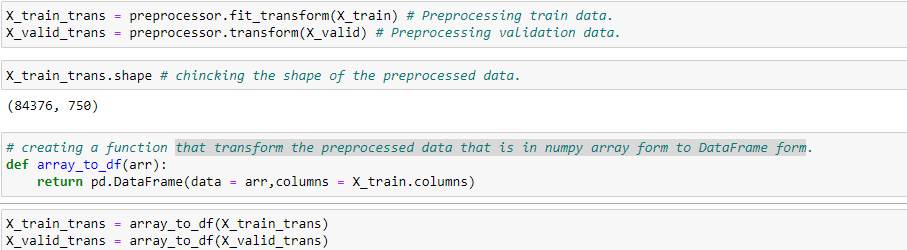 X_train_trans = preprocessor.fit_transform(X_train) # Preprocessing train data.
X_valid_trans = preprocessor.transform(X_valid) # Preprocessing validation data.
X_train_trans.shape # chincking the shape of the preprocessed data.
(84376, 750)
# creating a function that transform the preprocessed data that is in numpy array form to DataFrame form.
def array_to_df(arr):
    return pd.DataFrame(data = arr,columns = X_train.columns)
X_train_trans = array_to_df(X_train_trans)
X_valid_trans = array_to_df(X_valid_trans)